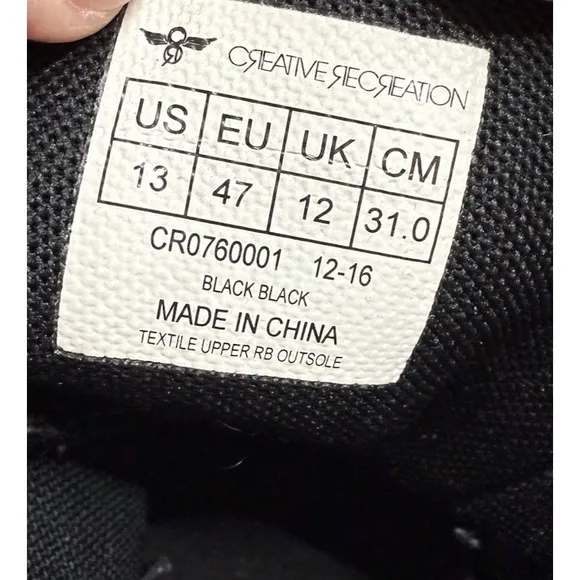 CREATIVE RECREATION
US EU UK CM
13 47 12 31.0
CR0760001 12-16
BLACK BLACK
MADE IN CHINA
TEXTILE UPPER RB OUTSOLE